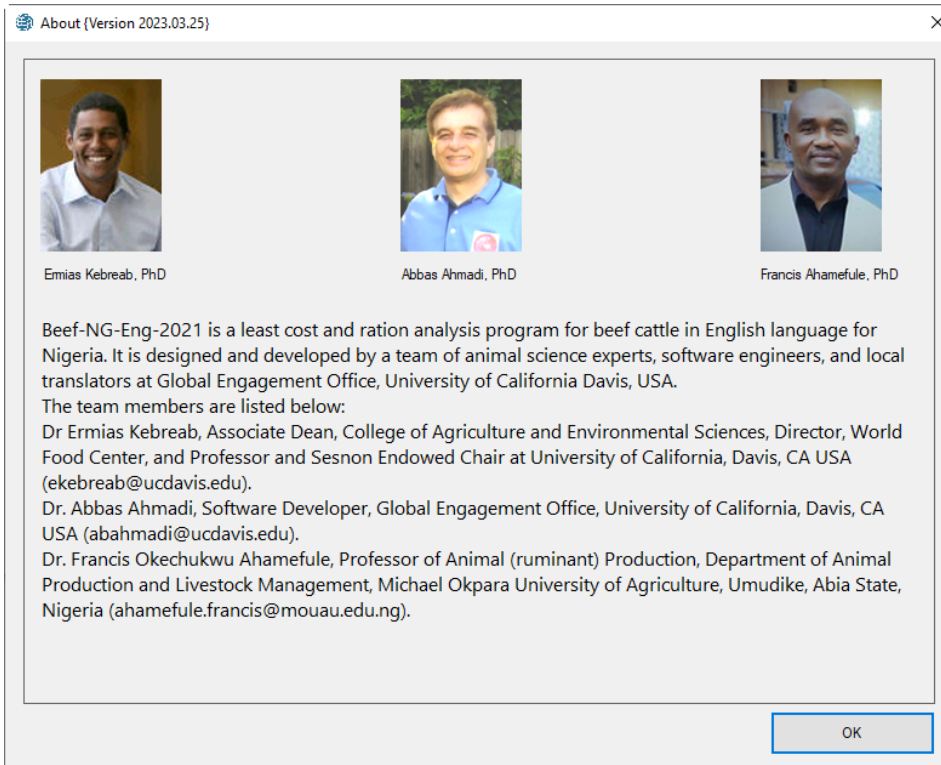 About {Version 2023.03.25}
Ermias Kebreab, PhD
Abbas Ahmadi, PhD
Francis Ahamefule, PhD
Beef-NG-Eng-2021 is a least cost and ration analysis program for beef cattle in English language for
Nigeria. It is designed and developed by a team of animal science experts, software engineers, and local
translators at Global Engagement Office, University of California Davis, USA.
The team members are listed below:
Dr Ermias Kebreab, Associate Dean, College of Agriculture and Environmental Sciences, Director, World
Food Center, and Professor and Sesnon Endowed Chair at University of California, Davis, CA USA
(ekebreab@ucdavis.edu).
Dr. Abbas Ahmadi, Software Developer, Global Engagement Office, University of California, Davis, CA
USA (abahmadi@ucdavis.edu).
Dr. Francis Okechukwu Ahamefule, Professor of Animal (ruminant) Production, Department of Animal
Production and Livestock Management, Michael Okpara University of Agriculture, Umudike, Abia State,
Nigeria (ahamefule.francis@mouau.edu.ng).
OK